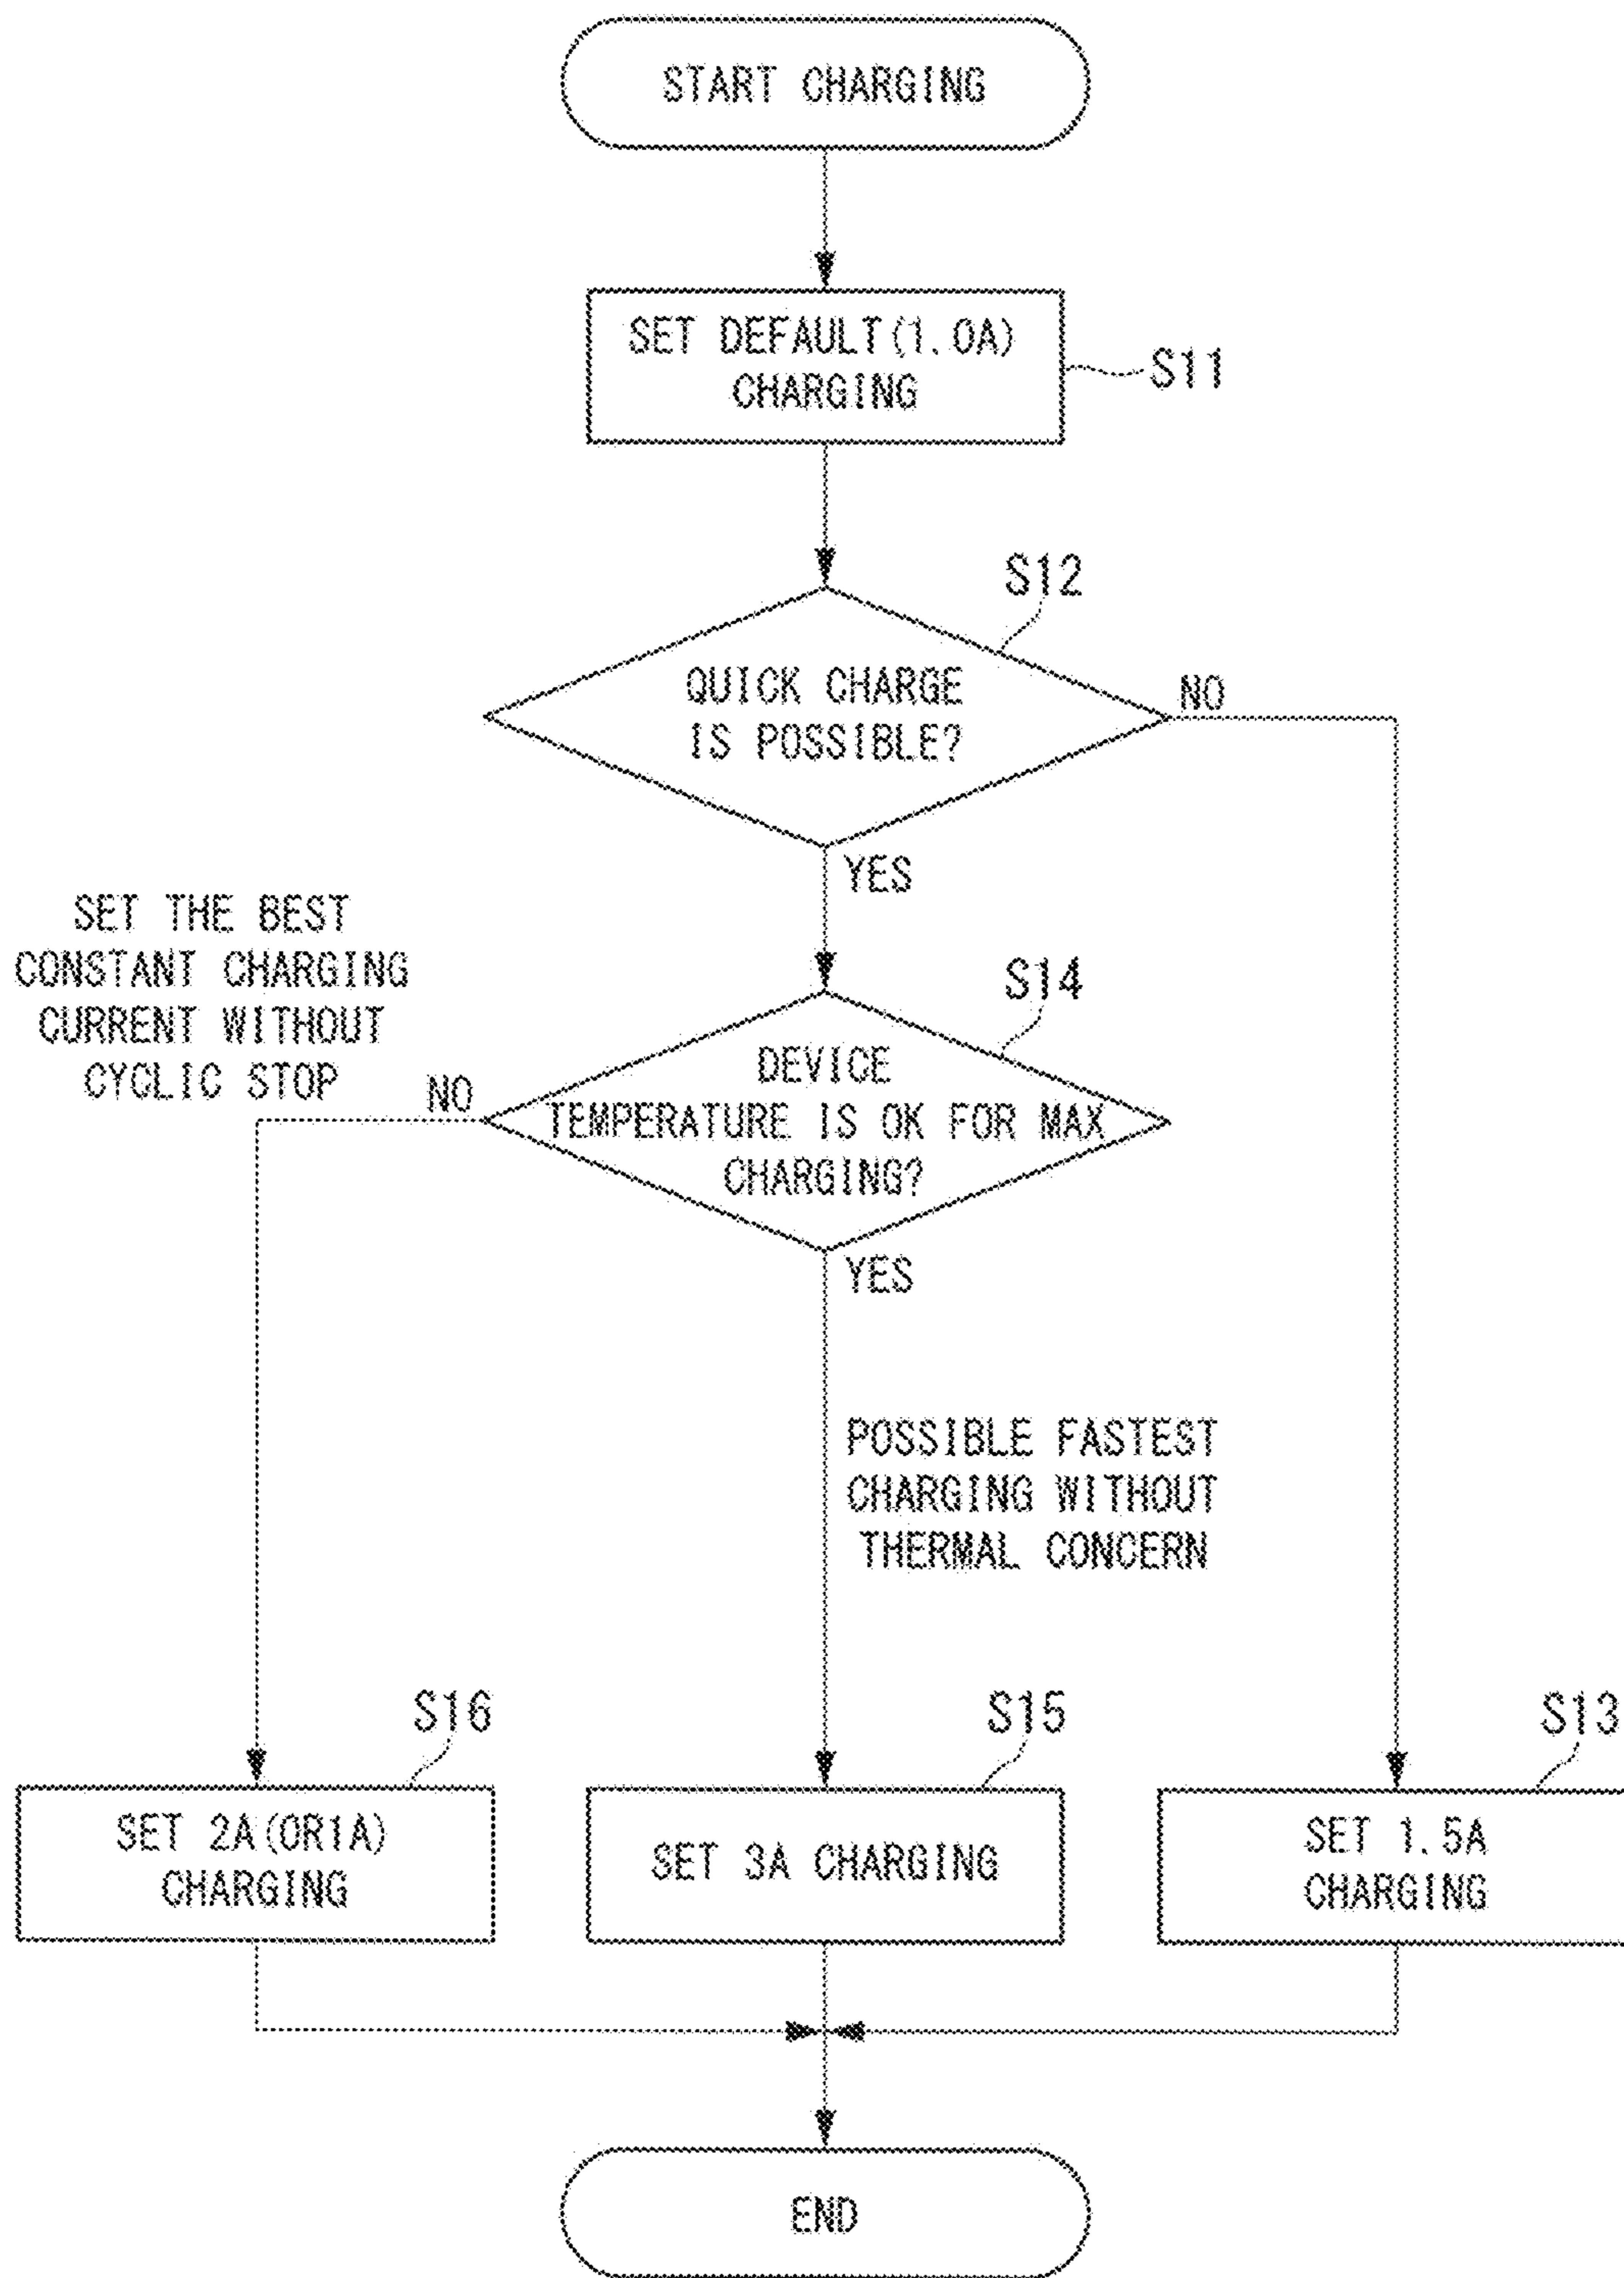 START CHARGING
SET DEFAULT(1.0A)
CHARGING
S11
S12
QUICK CHARGE
IS POSSIBLE?
NO
YES
SET THE BEST
CONSTANT CHARGING
CURRENT WITHOUT
CYCLIC STOP
NO
S14
DEVICE
TEMPERATURE IS OK FOR MAX
CHARGING?
YES
POSSIBLE FASTEST
CHARGING WITHOUT
THERMAL CONCERN
S16
SET 2A(OR1A)
CHARGING
S15
SET 3A CHARGING
S13
SET 1.5A
CHARGING
END